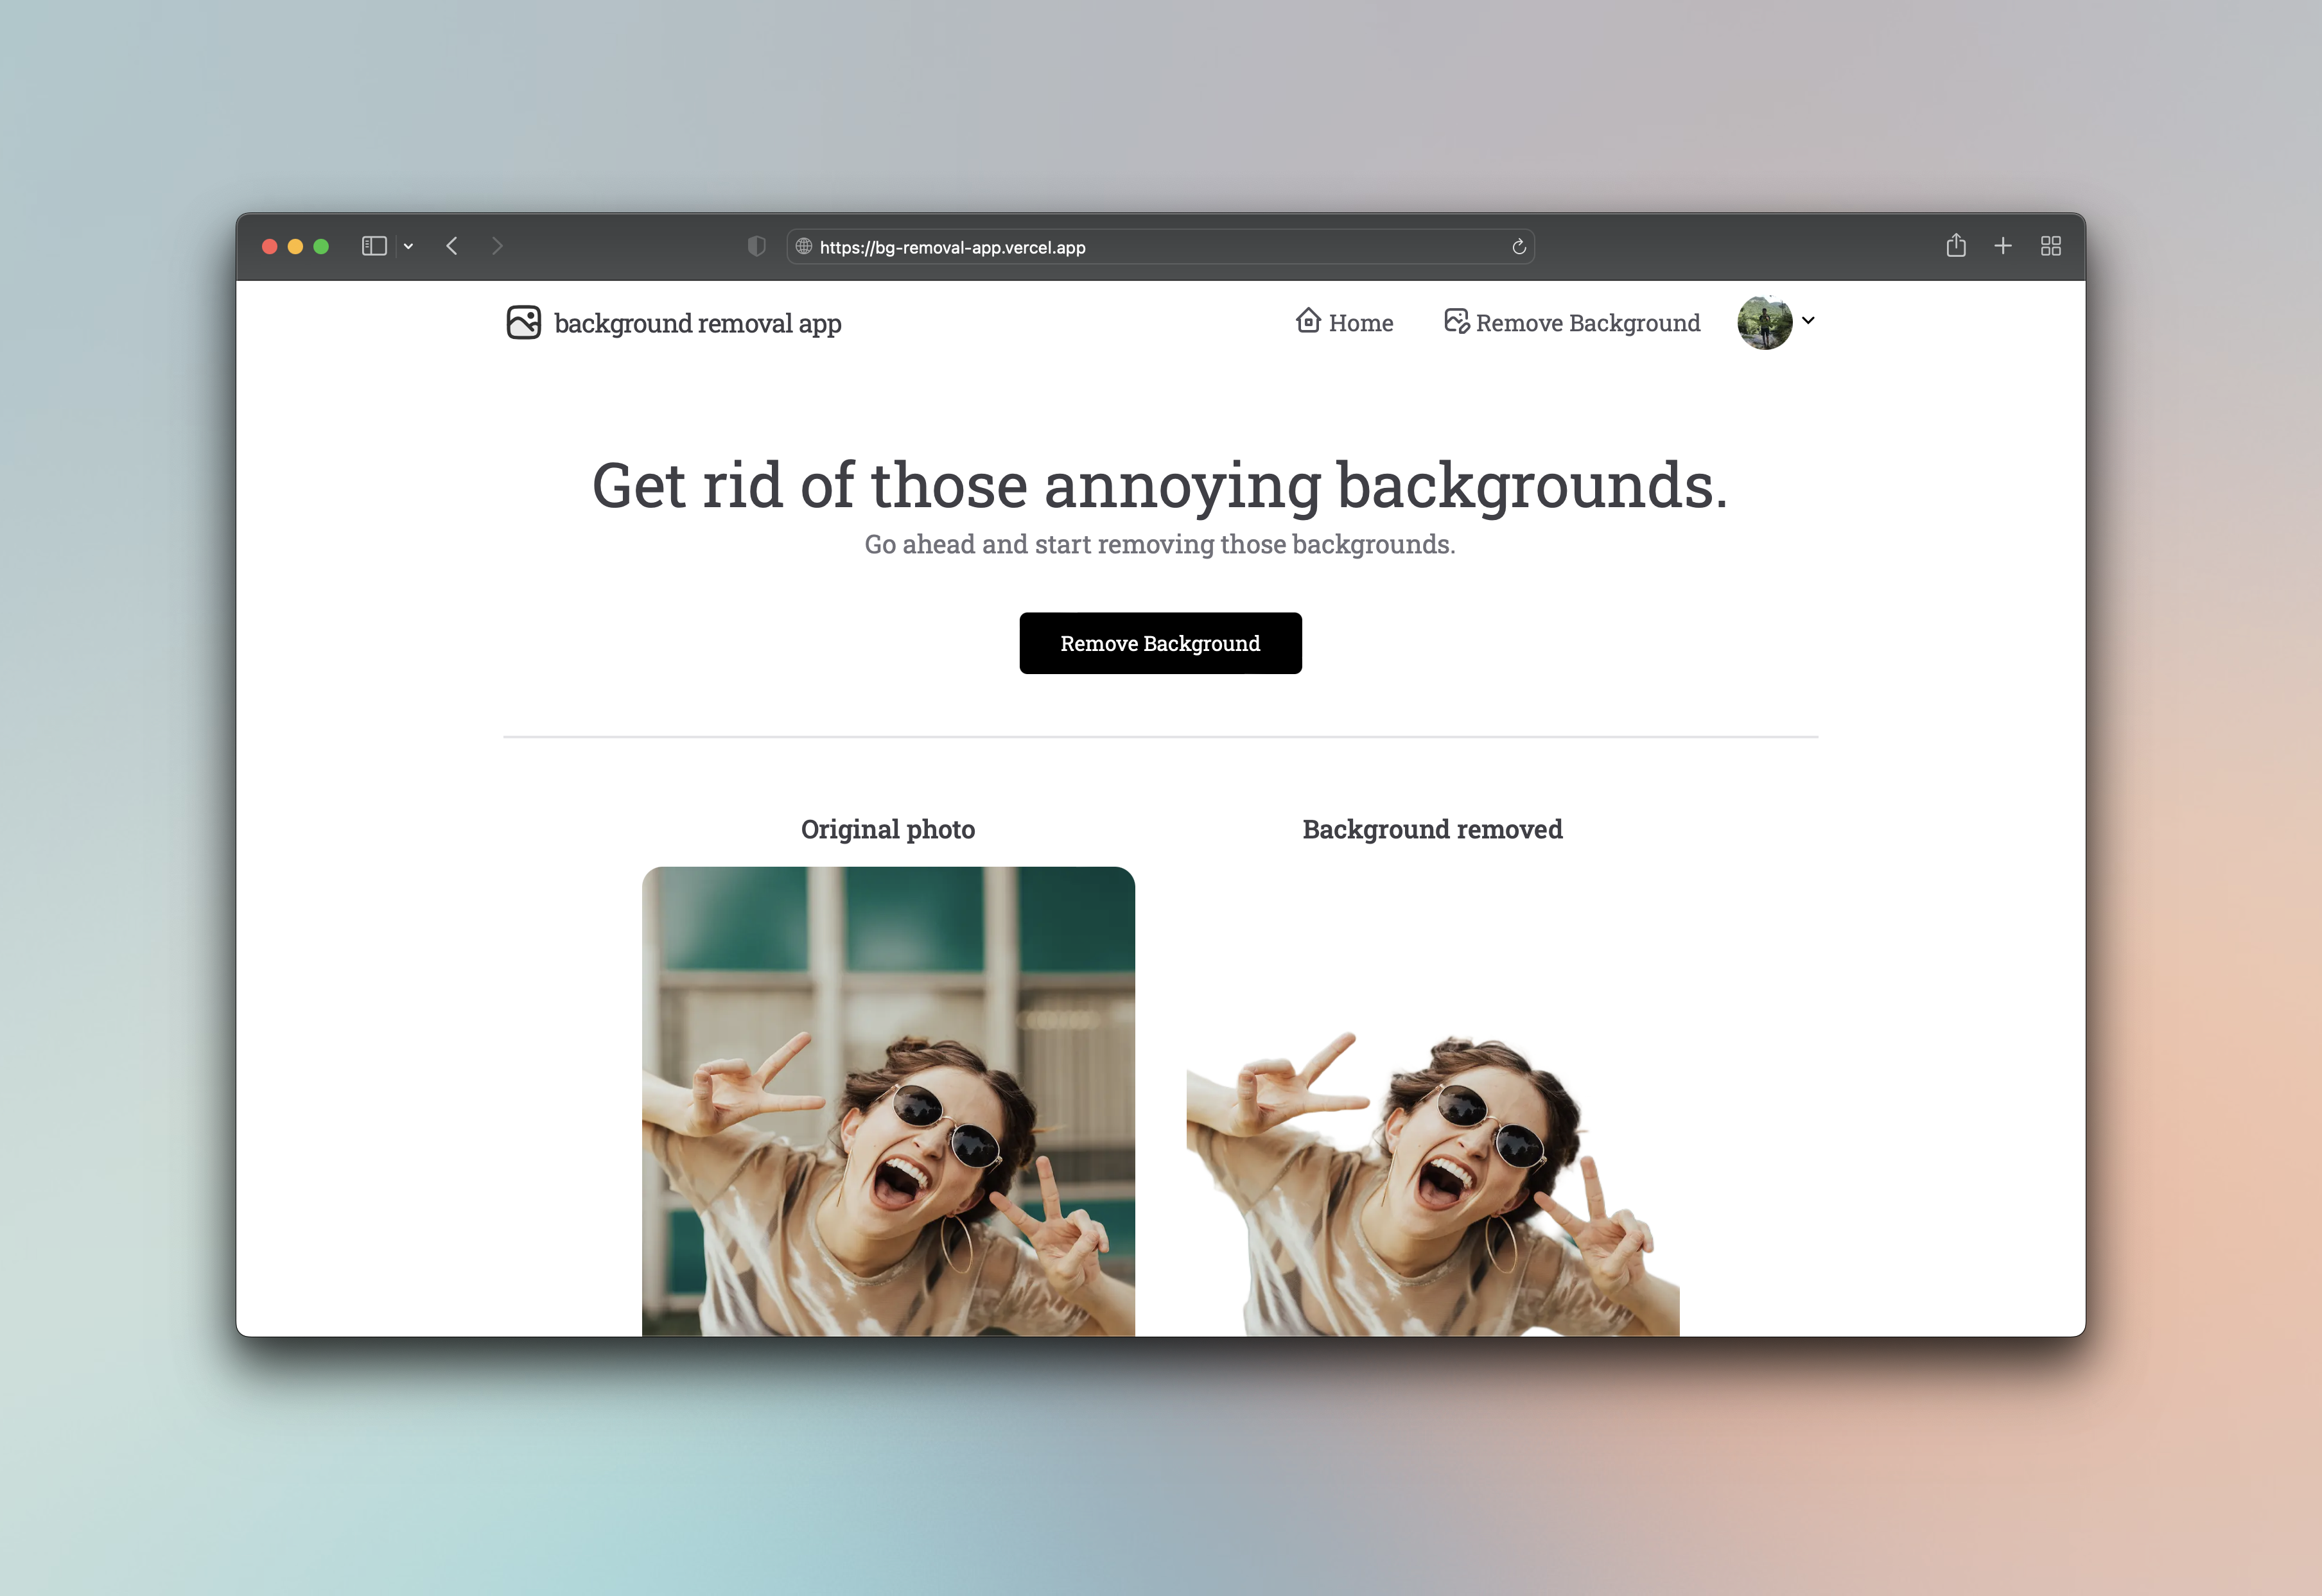 https://bg-removal-app.vercel.app
background removal app
Home
Remove Background
Get rid of those annoying backgrounds.
Go ahead and start removing those backgrounds.
Remove Background
Original photo
Background removed